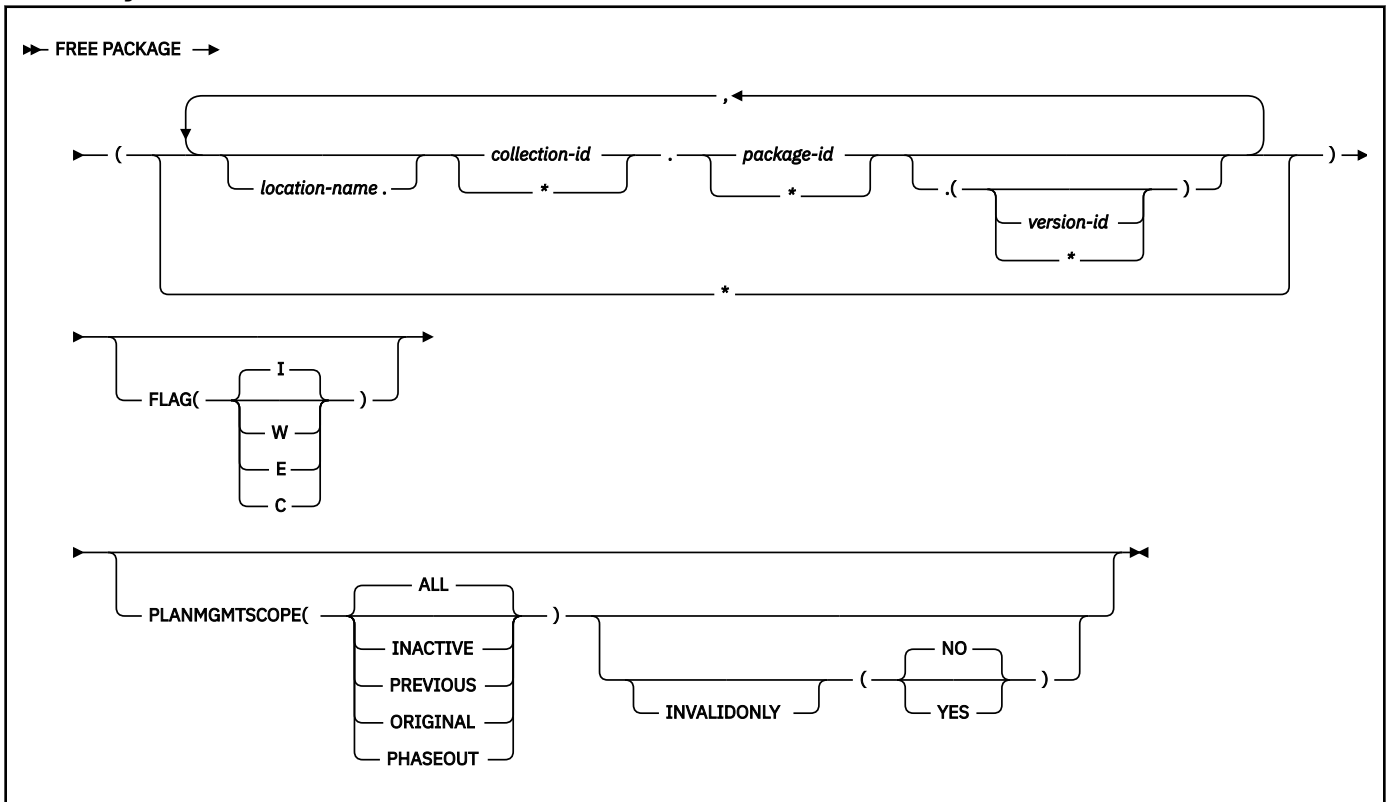 FREE PACKAGE
,
( collection-id . package-id )
location-name . * * .( )
version-id
*
*
I
FLAG( )
W
E
C
ALL
PLANMGMTSCOPE( )
INACTIVE NO
PREVIOUS ( )
INVALIDONLY YES
ORIGINAL
PHASEOUT